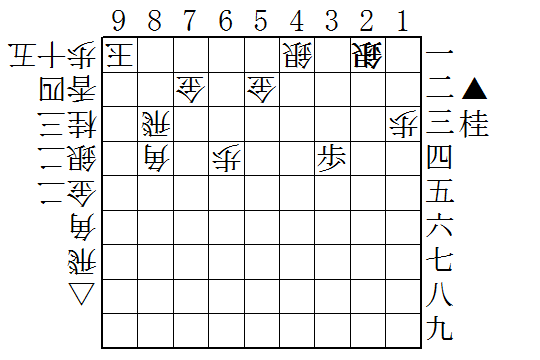 9 8 7 6 5 4 3 2 1
王 銀 銀 一
金 金 二
飛 歩 三
角 歩 歩 四
五
六
七
八
九
▲桂
△飛角金二銀二桂三香四歩十五